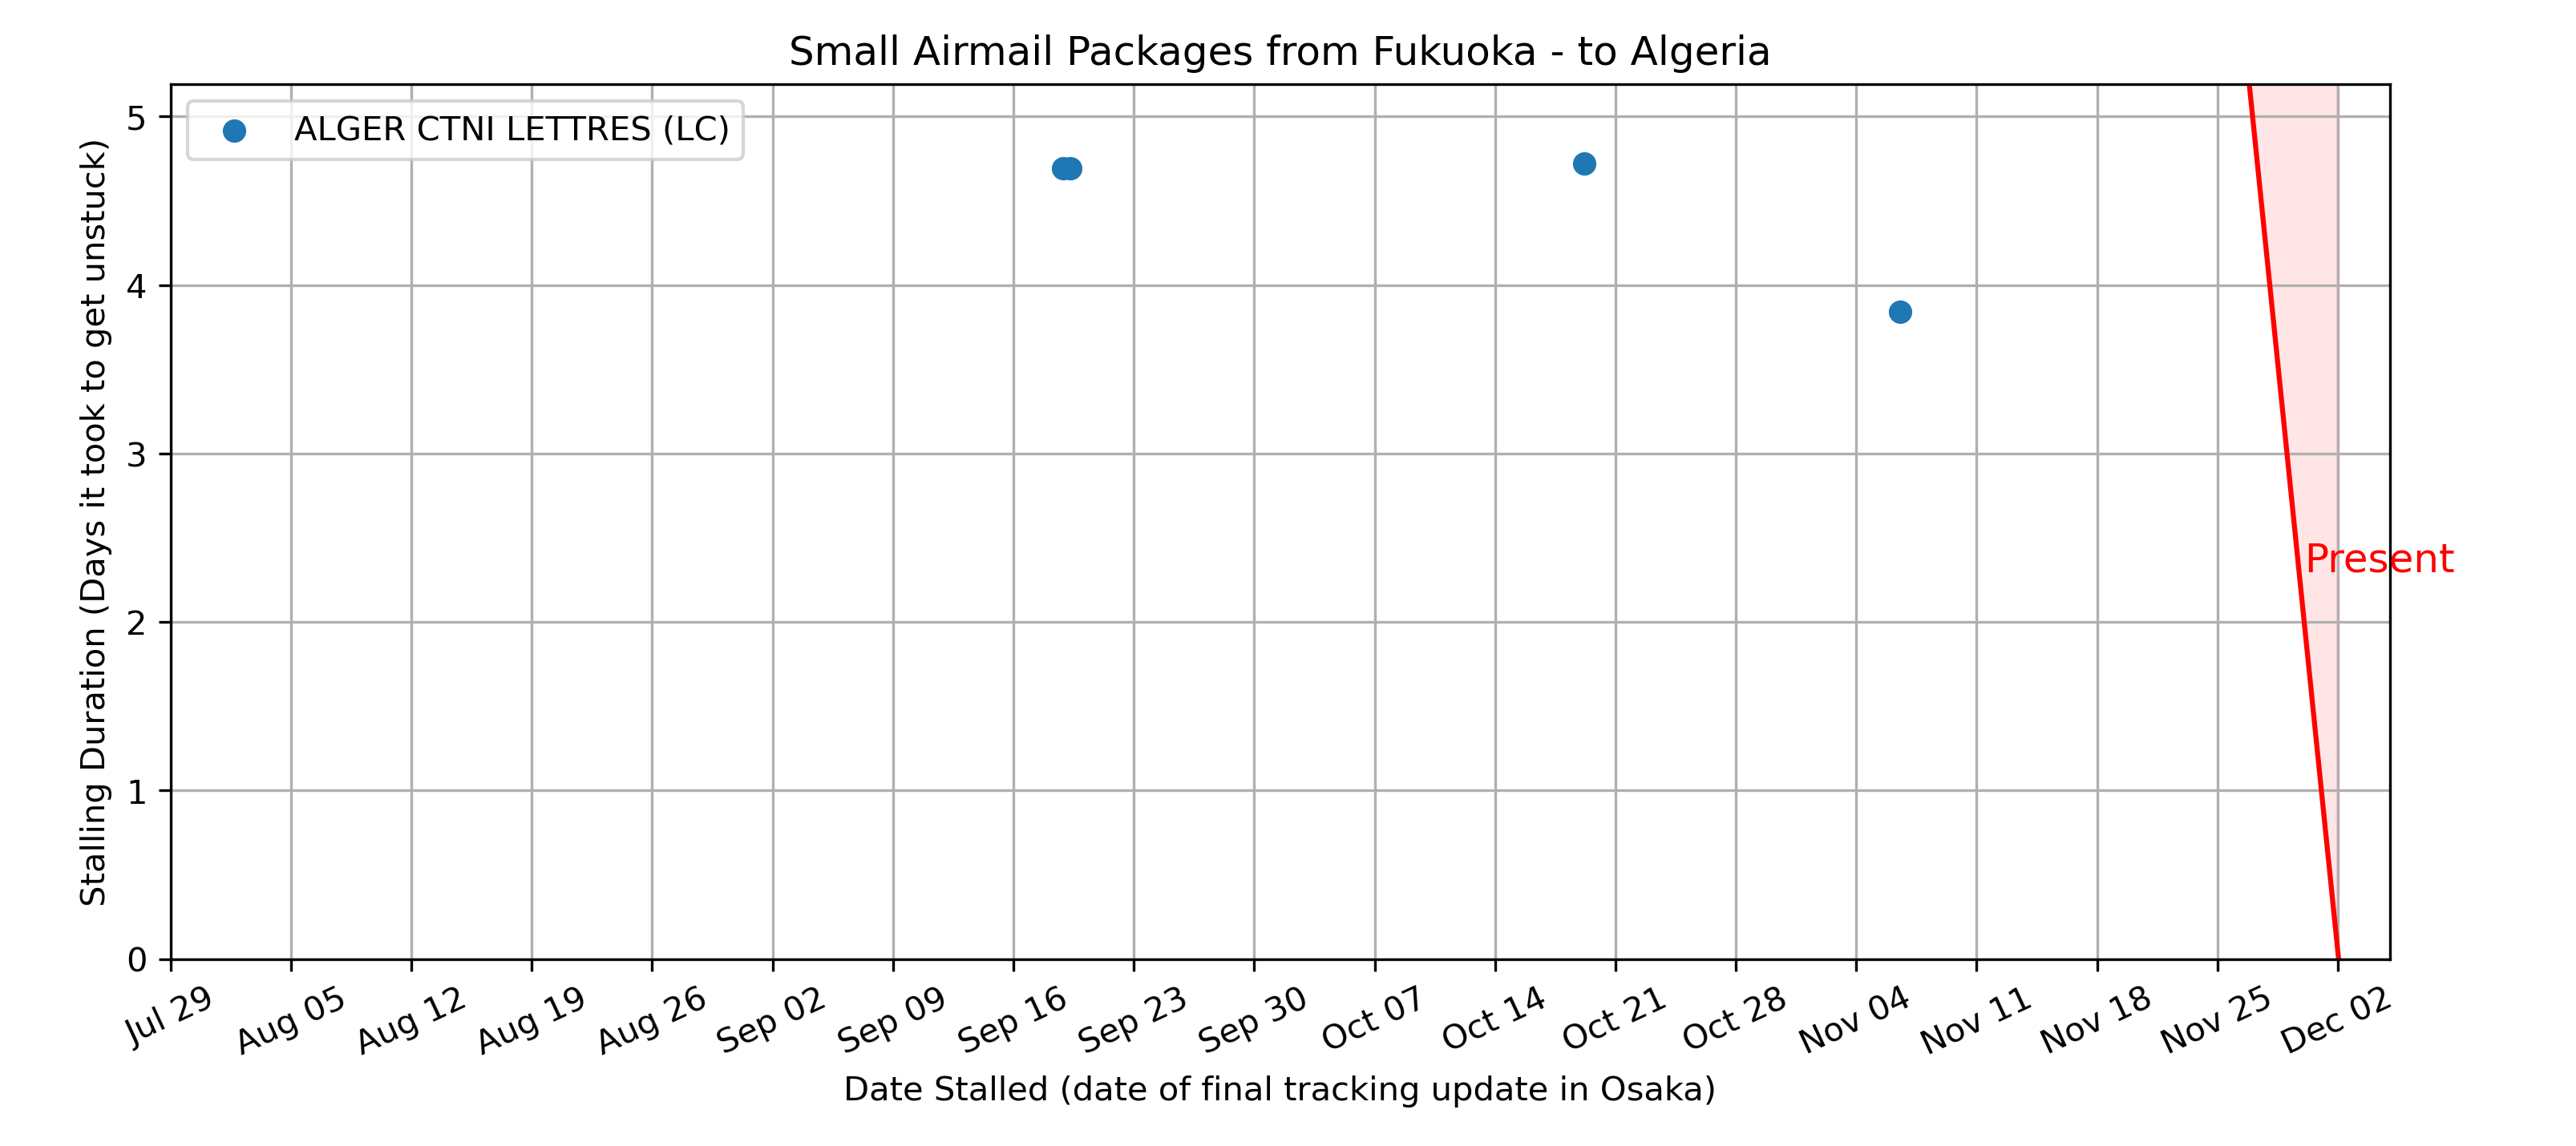 Small Airmail Packages from Fukuoka - to Algeria
ALGER CTNI LETTRES (LC)
Stalling Duration (Days it took to get unstuck)
5
4
3
2
1
0
Present
Jul 29 Aug 05 Aug 12 Aug 19 Aug 26 Sep 02 Sep 09 Sep 16 Sep 23 Sep 30 Oct 07 Oct 14 Oct 21 Oct 28 Nov 04 Nov 11 Nov 18 Nov 25 Dec 02
Date Stalled (date of final tracking update in Osaka)